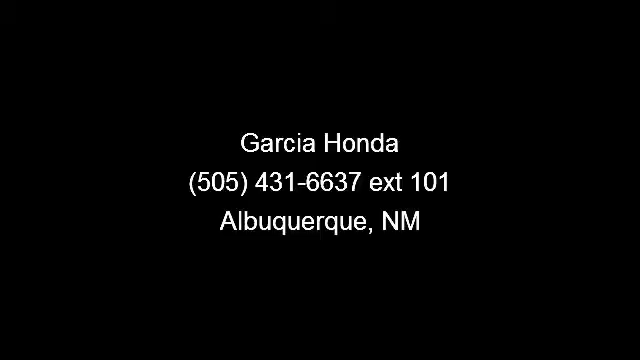 Garcia Honda
(505) 431-6637 ext 101
Albuquerque, NM